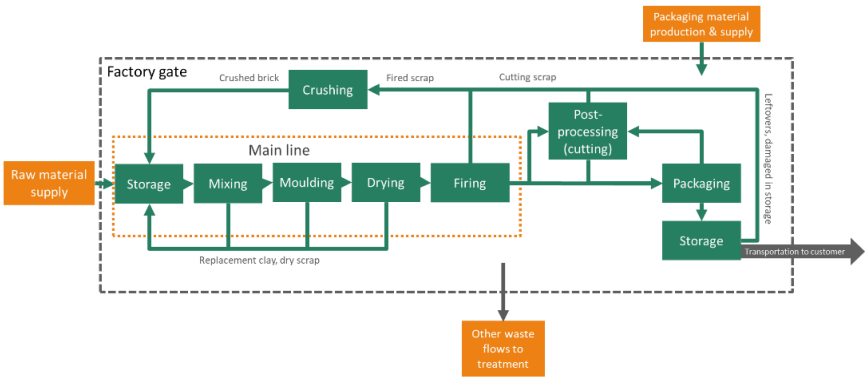 Packaging material
production & supply
Factory gate
Crushed brick
Crushing
Fired scrap
Cutting scrap
Leftovers, damaged in storage
Post-
processing
(cutting)
Main line
Raw material
supply
Storage
Mixing
Moulding
Drying
Firing
Packaging
Storage
Transportation to customer
Replacement clay, dry scrap
Other waste
flows to
treatment